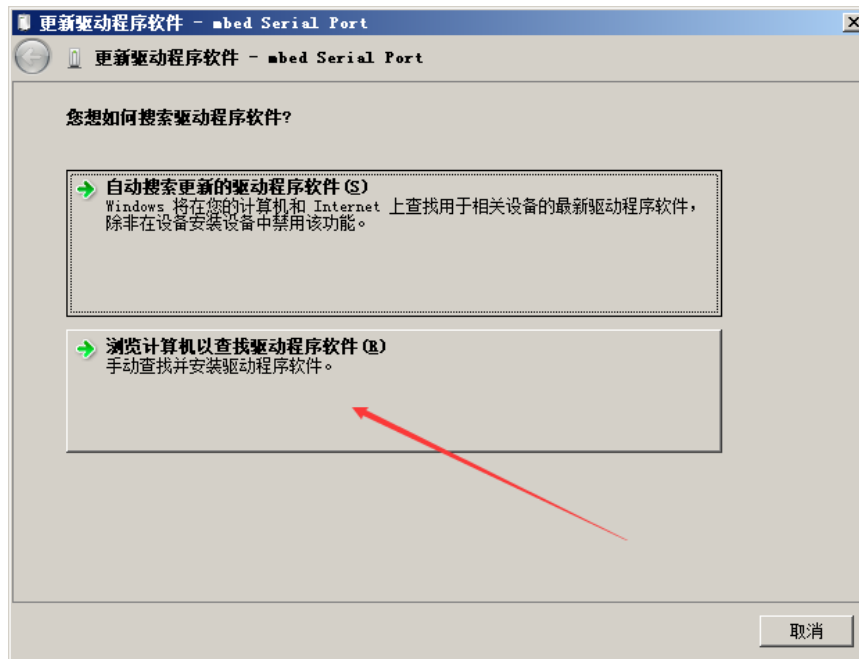 更新驱动程序软件 - mbed Serial Port
更新驱动程序软件 - mbed Serial Port
您想如何搜索驱动程序软件?
自动搜索更新的驱动程序软件(S)
Windows 将在您的计算机和 Internet 上查找用于相关设备的最新驱动程序软件，
除非在设备安装设备中禁用该功能。
浏览计算机以查找驱动程序软件(R)
手动查找并安装驱动程序软件。
取消